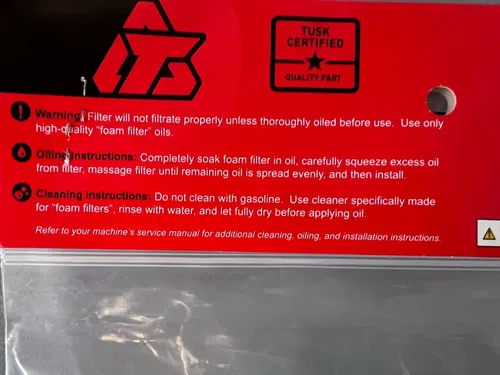 TUSK
CERTIFIED
QUALITY PART
Warning: Filter will not filtrate properly unless thoroughly oiled before use. Use only
high-quality "foam filter" oils.
Oiling Instructions: Completely soak foam filter in oil, carefully squeeze excess oil
from filter, massage filter until remaining oil is spread evenly, and then install.
Cleaning Instructions: Do not clean with gasoline. Use cleaner specifically made
for "foam filters", rinse with water, and let fully dry before applying oil.
Refer to your machine's service manual for additional cleaning, oiling, and installation instructions.